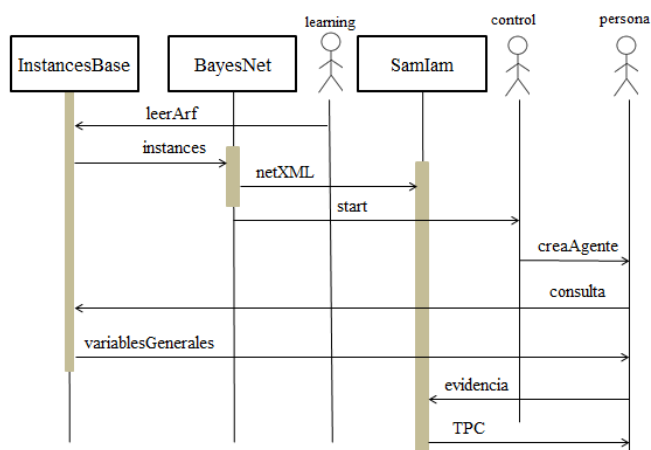 learning
control
persona
InstancesBase
BayesNet
SamIam
leerArf
instances
netXML
start
creaAgente
consulta
variablesGenerales
evidencia
TPC